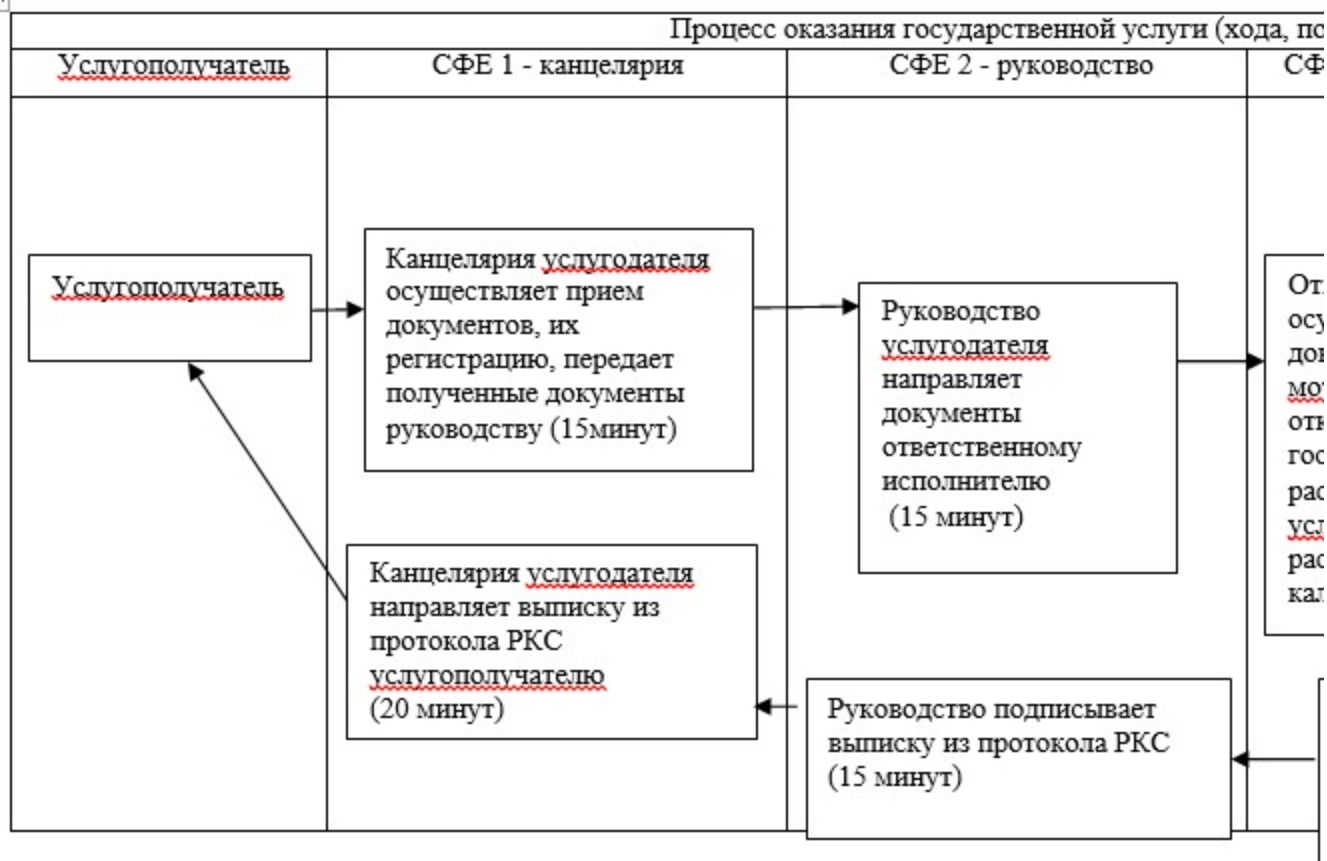 Процесс оказания государственной услуги (хода,
Услугополучатель
СФЕ 1 - канцелярия
СФЕ 2 - руководство
Услугополучатель
Канцелярия услугодателя
осуществляет прием
документов, их
регистрацию, передает
полученные документы
руководству (15минут)
Руководство
услугодателя
направляет
документы
ответственному
исполнителю
(15 минут)
Канцелярия услугодателя
направляет выписку из
протокола РКС
услугополучателю
(20 минут)
Руководство подписывает
выписку из протокола РКС
(15 минут)